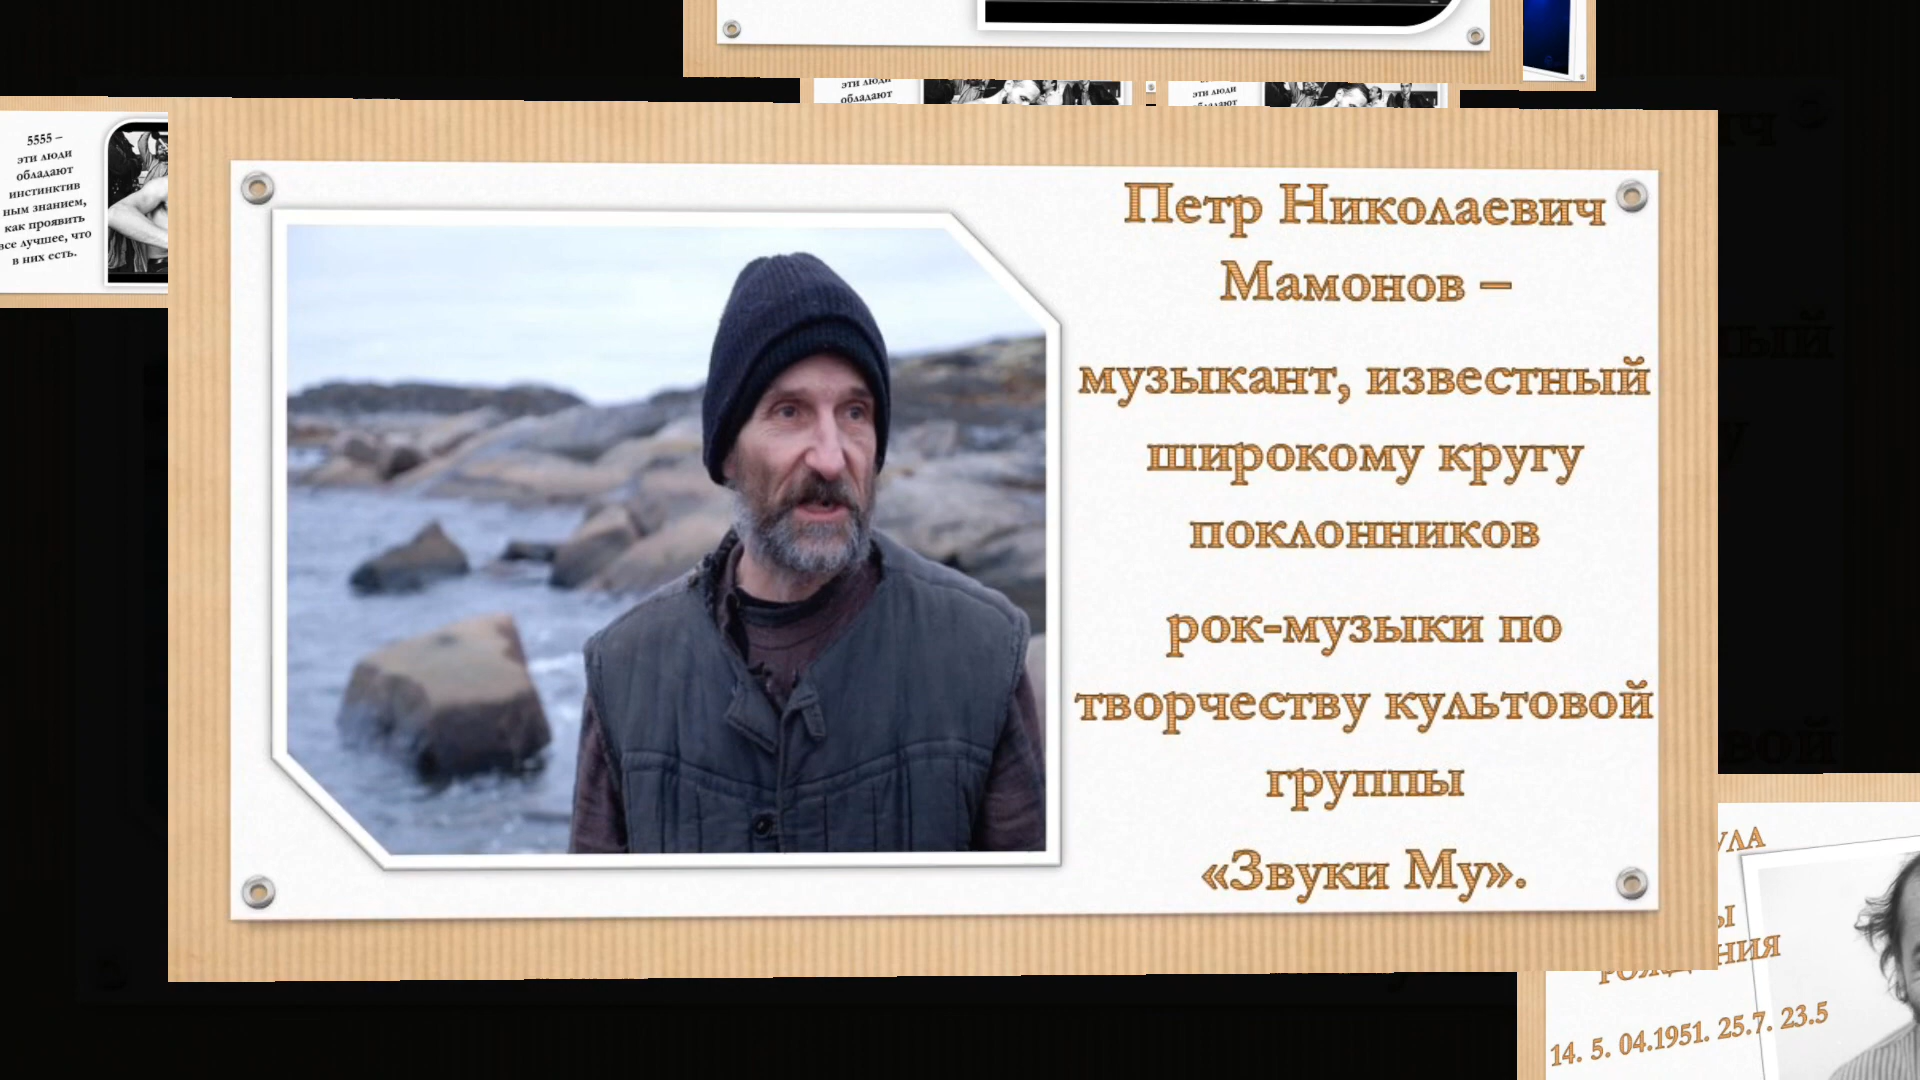 эти люди
обладают
эти люди
5555 –
эти люди
обладают
инстинктив
ным знанием,
как проявить
все лучшее, что
в них есть.
Петр Николаевич
Мамонов –
музыкант, известный
широкому кругу
поклонников
рок-музыки по
творчеству культовой
группы
«Звуки Му».
14. 5. 04.1951. 25.7. 23.5